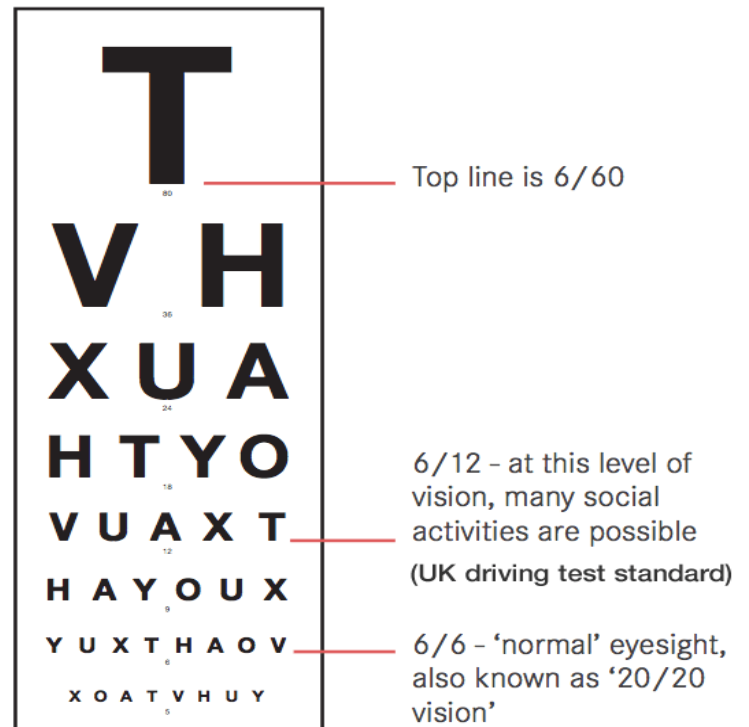 T
80
Top line is 6/60
V H
36
X U A
24
H T Y O
18
6/12 - at this level of
vision, many social
activities are possible
(UK driving test standard)
V U A X T
12
H A Y O U X
9
Y U X T H A O V
6
6/6 - ‘normal’ eyesight,
also known as ‘20/20
vision’
X O A T V H U Y
5